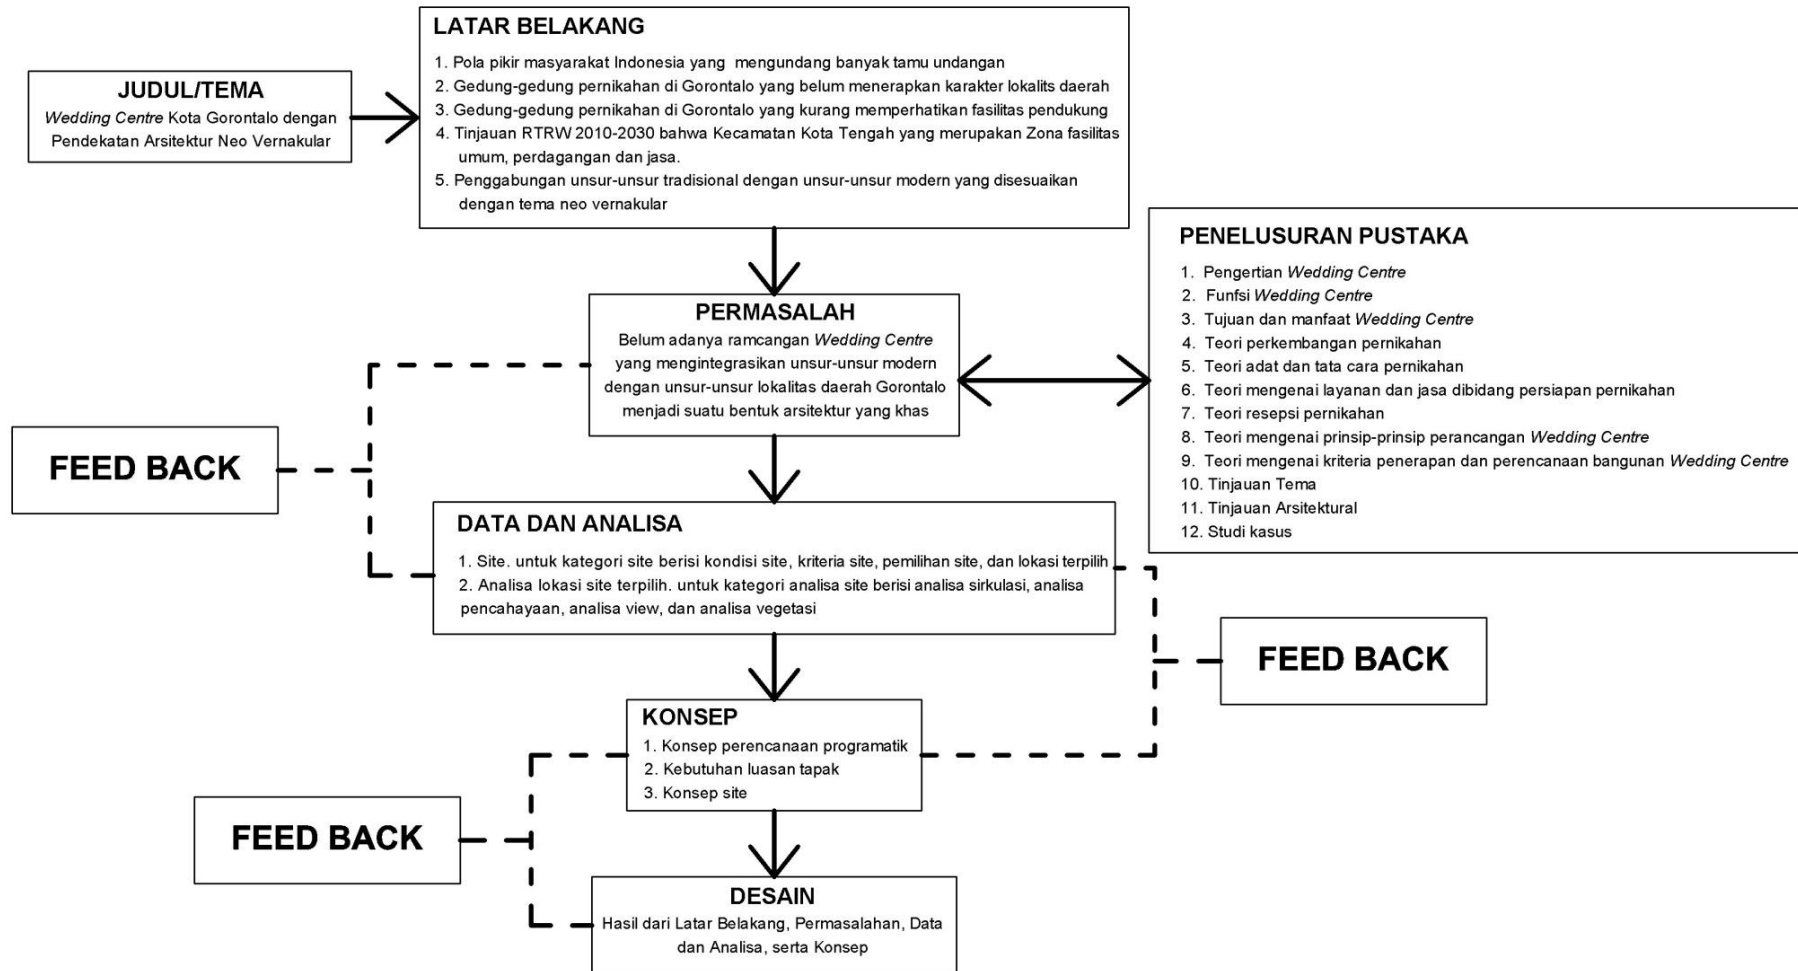 JUDUL/TEMA
Wedding Centre Kota Gorontalo dengan
Pendekatan Arsitektur Neo Vernakular
LATAR BELAKANG
1. Pola pikir masyarakat Indonesia yang mengundang banyak tamu undangan
2. Gedung-gedung pernikahan di Gorontalo yang belum menerapkan karakter lokalits daerah
3. Gedung-gedung pernikahan di Gorontalo yang kurang memperhatikan fasilitas pendukung
4. Tinjauan RTRW 2010-2030 bahwa Kecamatan Kota Tengah yang merupakan Zona fasilitas
umum, perdagangan dan jasa.
5. Penggabungan unsur-unsur tradisional dengan unsur-unsur modern yang disesuaikan
dengan tema neo vernakular
PERMASALAH
Belum adanya ramcangan Wedding Centre
yang mengintegrasikan unsur-unsur modern
dengan unsur-unsur lokalitas daerah Gorontalo
menjadi suatu bentuk arsitektur yang khas
PENELUSURAN PUSTAKA
1. Pengertian Wedding Centre
2. Funfsi Wedding Centre
3. Tujuan dan manfaat Wedding Centre
4. Teori perkembangan pernikahan
5. Teori adat dan tata cara pernikahan
6. Teori mengenai layanan dan jasa dibidang persiapan pernikahan
7. Teori resepsi pernikahan
8. Teori mengenai prinsip-prinsip perancangan Wedding Centre
9. Teori mengenai kriteria penerapan dan perencanaan bangunan Wedding Centre
10. Tinjauan Tema
11. Tinjauan Arsitektural
12. Studi kasus
FEED BACK
DATA DAN ANALISA
1. Site. untuk kategori site berisi kondisi site, kriteria site, pemilihan site, dan lokasi terpilih
2. Analisa lokasi site terpilih. untuk kategori analisa site berisi analisa sirkulasi, analisa
pencahayaan, analisa view, dan analisa vegetasi
FEED BACK
KONSEP
1. Konsep perencanaan programatik
2. Kebutuhan luasan tapak
3. Konsep site
FEED BACK
DESAIN
Hasil dari Latar Belakang, Permasalahan, Data
dan Analisa, serta Konsep